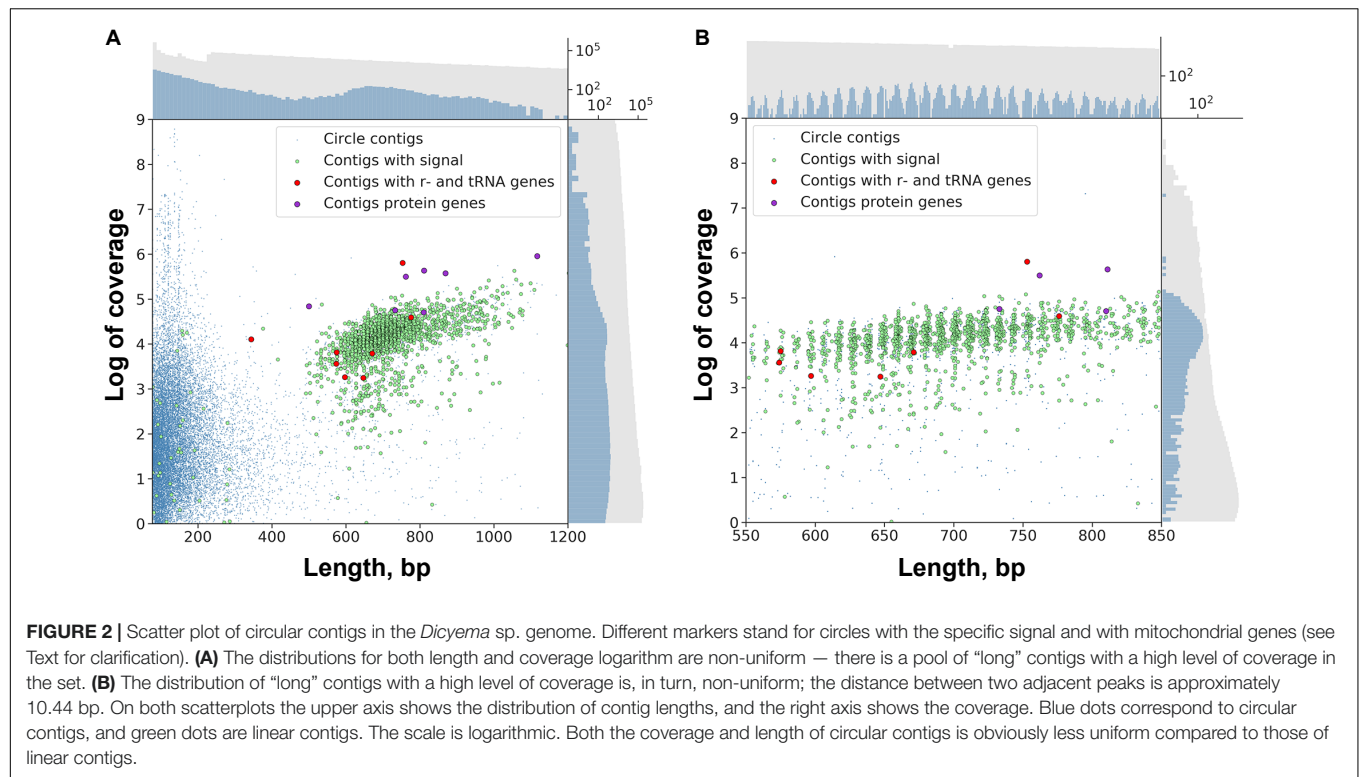 A
10^5
10^2
10^2 10^5
9
8
7
6
5
4
3
2
1
0
Log of coverage
Circle contigs
Contigs with signal
Contigs with r- and tRNA genes
Contigs protein genes
200 400 600 800 1000 1200
Length, bp
B
10^2
10^2
9
8
7
6
5
4
3
2
1
0
Log of coverage
Circle contigs
Contigs with signal
Contigs with r- and tRNA genes
Contigs protein genes
550 600 650 700 750 800 850
Length, bp
FIGURE 2 | Scatter plot of circular contigs in the Dicyema sp. genome. Different markers stand for circles with the specific signal and with mitochondrial genes (see
Text for clarification). (A) The distributions for both length and coverage logarithm are non-uniform — there is a pool of “long” contigs with a high level of coverage in
the set. (B) The distribution of “long” contigs with a high level of coverage is, in turn, non-uniform; the distance between two adjacent peaks is approximately
10.44 bp. On both scatterplots the upper axis shows the distribution of contig lengths, and the right axis shows the coverage. Blue dots correspond to circular
contigs, and green dots are linear contigs. The scale is logarithmic. Both the coverage and length of circular contigs is obviously less uniform compared to those of
linear contigs.